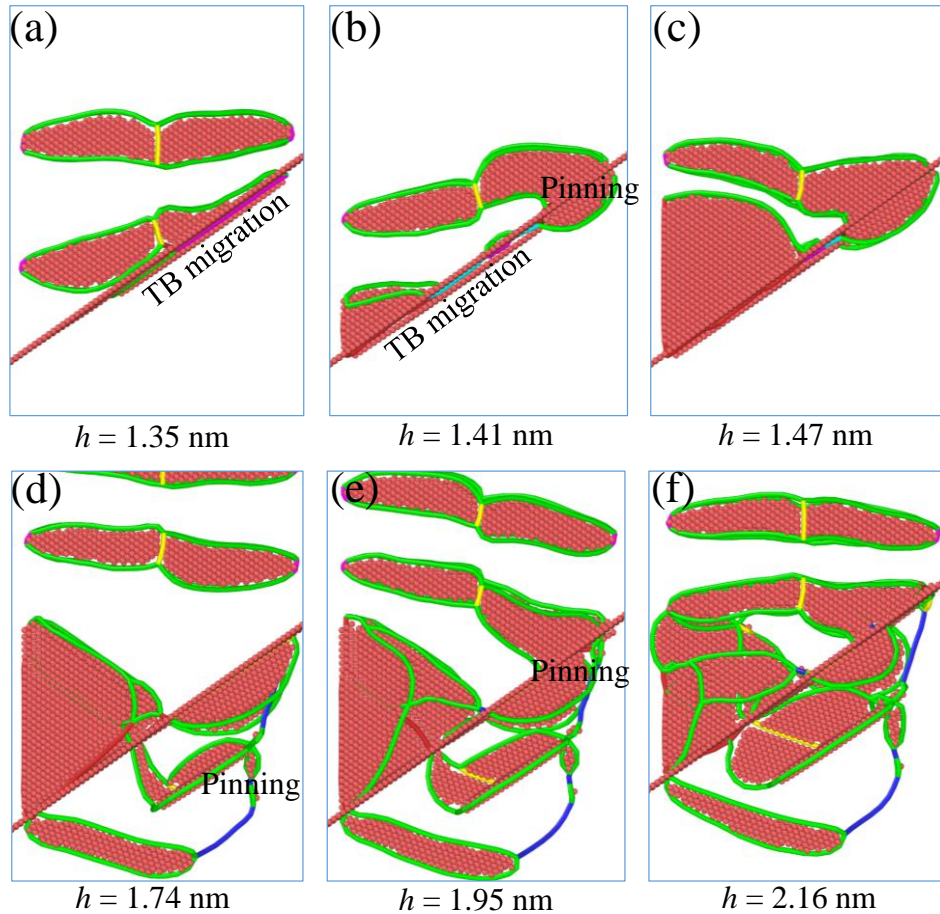 (a)
TB migration
h = 1.35 nm
(b)
Pinning
TB migration
h = 1.41 nm
(c)
h = 1.47 nm
(d)
Pinning
h = 1.74 nm
(e)
Pinning
h = 1.95 nm
(f)
h = 2.16 nm